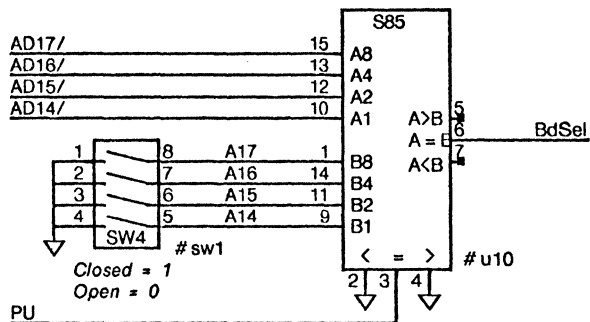 S85
AD17/ 15 A8
AD16/ 13 A4
AD15/ 12 A2
AD14/ 10 A1
A>B 5
A = B 6 BdSel
A<B 7
1 8 A17 1 B8
2 7 A16 14 B4
3 6 A15 11 B2
4 5 A14 9 B1
SW4 # sw1
< = > # u10
Closed = 1
Open = 0
2 3 4
PU